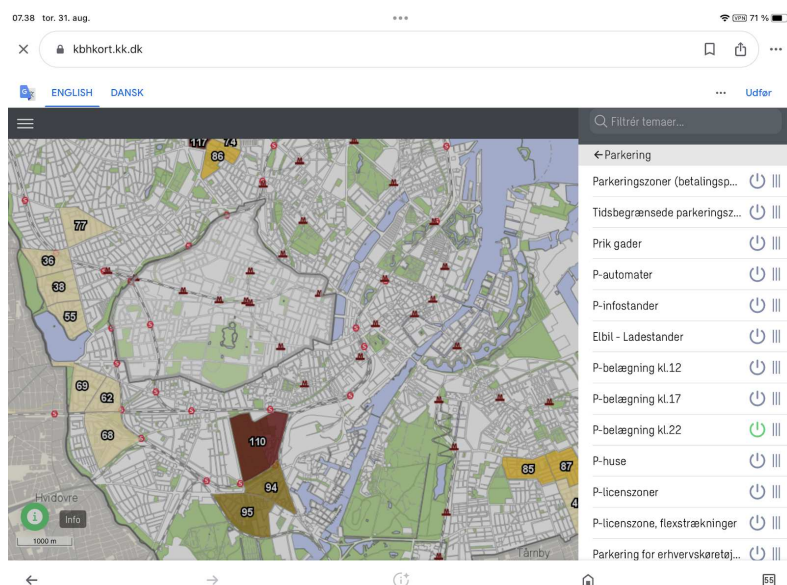 07.38 tor. 31. aug.
VPN 71 %
kbhkort.kk.dk
ENGLISH DANSK
Udfør
Filtrér temaer...
←Parkering
Parkeringszoner (betalingsp...
Tidsbegrænsede parkeringsz...
Prik gader
P-automater
P-infostander
Elbil - Ladestander
P-belægning kl.12
P-belægning kl.17
P-belægning kl.22
P-huse
P-licenszoner
P-licenszone, flexstrækninger
Parkering for erhvervskøretøj...
117 74
86
77
36
38
55
69
62
68
110
94
95
85 87
4
Hvidovre
Info
1000 m
Tårnby
55